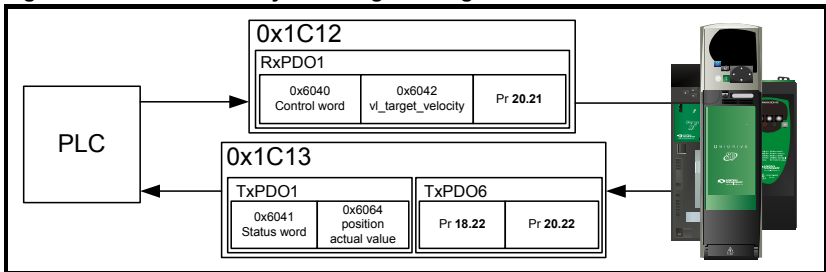 0x1C12
RxPDO1
0x6040
Control word
0x6042
vl_target_velocity
Pr 20.21
PLC
0x1C13
TxPDO1
0x6041
Status word
0x6064
position
actual value
TxPDO6
Pr 18.22
Pr 20.22
UNIDRIVE